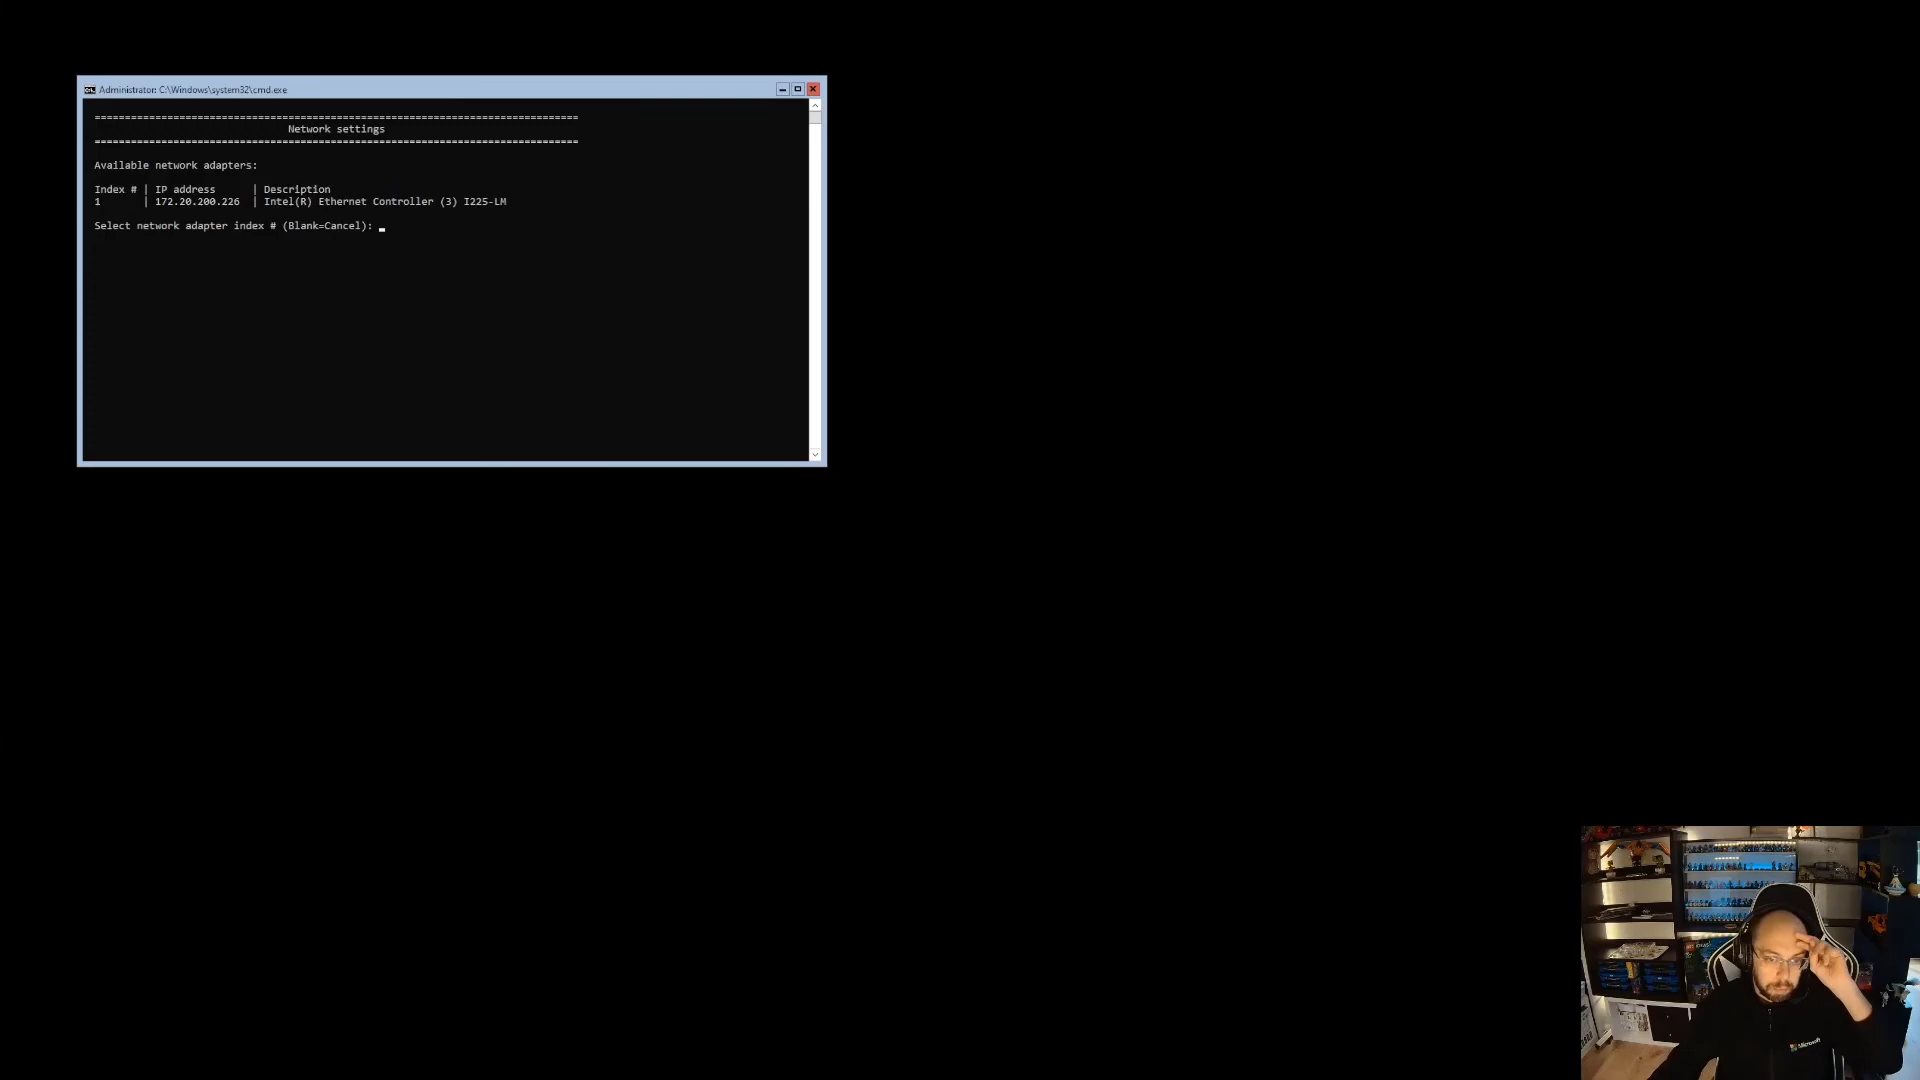 Administrator: C:\Windows\system32\cmd.exe
================================================================================
Network settings
================================================================================
Available network adapters:
Index # | IP address      | Description
1       | 172.20.200.226  | Intel(R) Ethernet Controller (3) I225-LM
Select network adapter index # (Blank=Cancel):
Microsoft